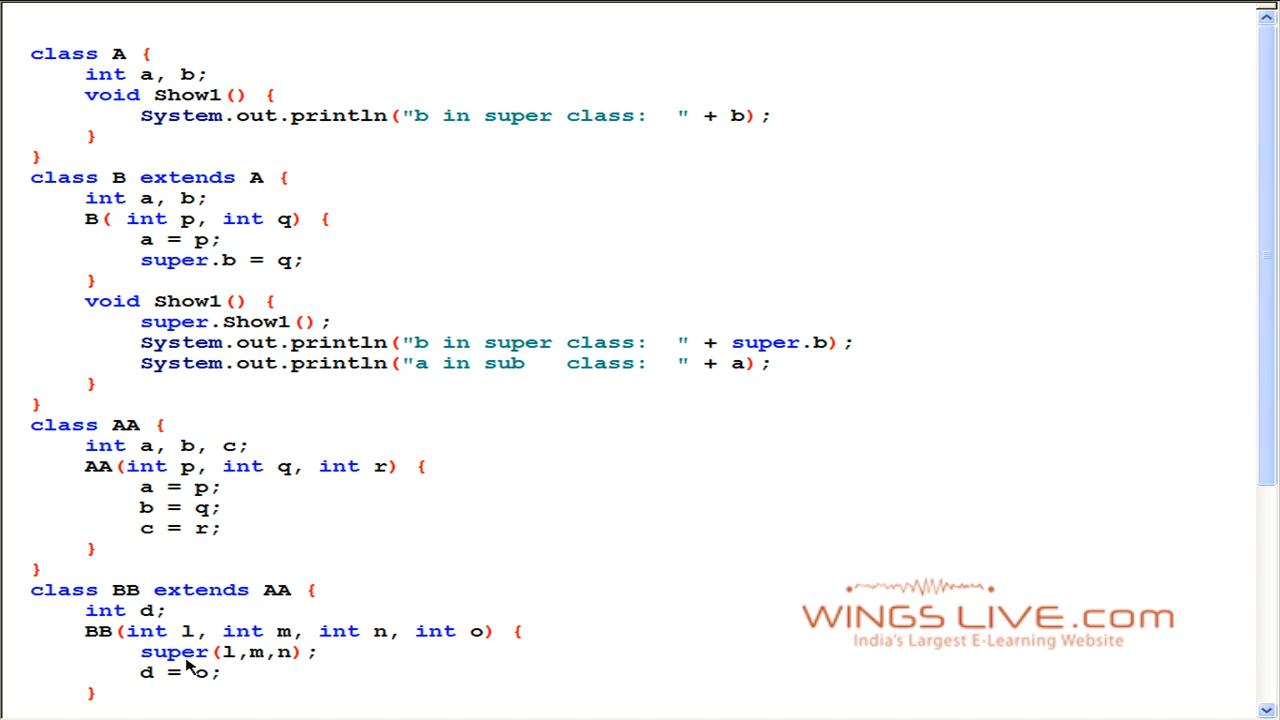 class A {
    int a, b;
    void Show1() {
        System.out.println("b in super class:  " + b);
    }
}
class B extends A {
    int a, b;
    B( int p, int q) {
        a = p;
        super.b = q;
    }
    void Show1() {
        super.Show1();
        System.out.println("b in super class:  " + super.b);
        System.out.println("a in sub   class:  " + a);
    }
}
class AA {
    int a, b, c;
    AA(int p, int q, int r) {
        a = p;
        b = q;
        c = r;
    }
}
class BB extends AA {
    int d;
    BB(int l, int m, int n, int o) {
        super(l,m,n);
        d = o;
    }
WINGS LIVE.com
India's Largest E-Learning Website